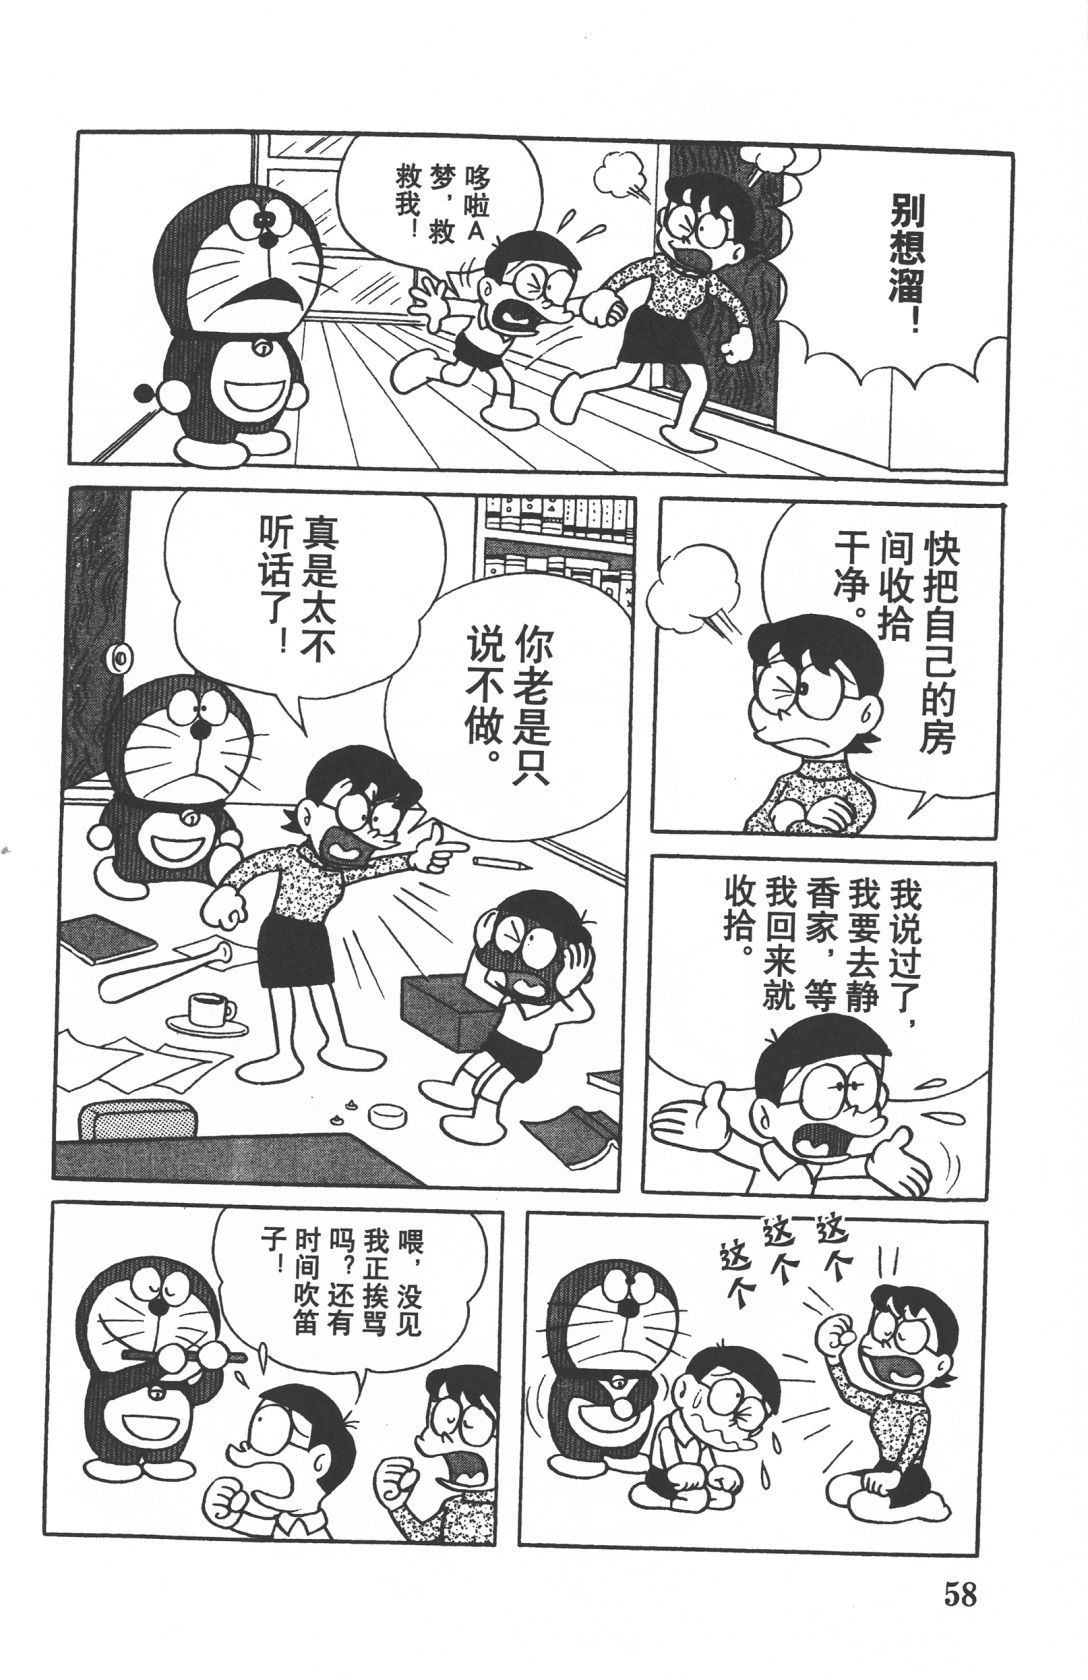 别想溜！
哆啦A
梦，救
救我！
快把自己的房
间收拾
干净。
我说过了，
我要去静
香家，等
我回来就
收拾。
你老是只
说不做。
真是太不
听话了！
这个
这个
这个
喂，没见
我正挨骂
吗？还有
时间吹笛
子！
58